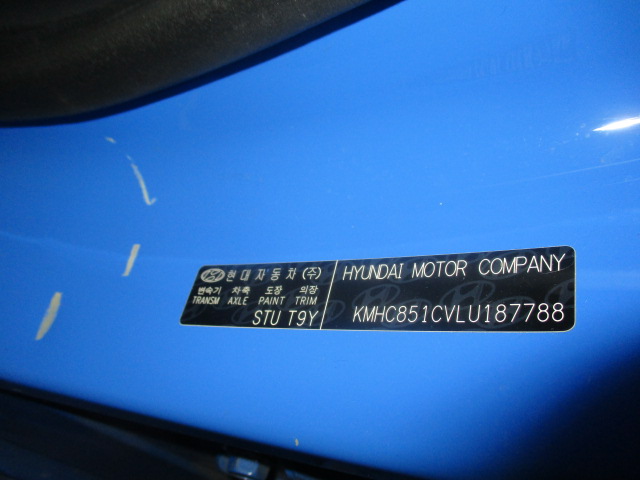 현대자동차(주)
변속기 차축 도장 의장
TRANSM AXLE PAINT TRIM
STU T9Y
HYUNDAI MOTOR COMPANY
KMHC851CVLU187788